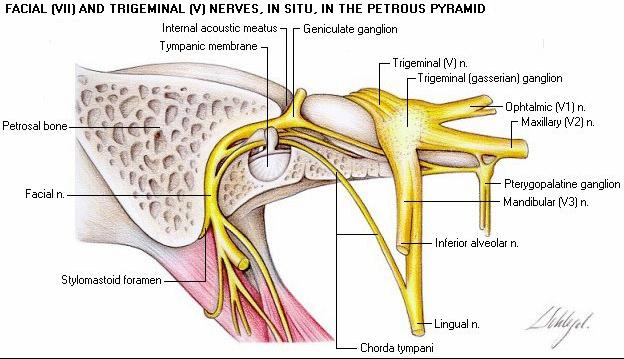 FACIAL (VII) AND TRIGEMINAL (V) NERVES, IN SITU, IN THE PETROUS PYRAMID
Internal acoustic meatus
Geniculate ganglion
Tympanic membrane
Trigeminal (V) n.
Trigeminal (gasserian) ganglion
Ophtalmic (V1) n.
Maxillary (V2) n.
Petrosal bone
Pterygopalatine ganglion
Facial n.
Mandibular (V3) n.
Inferior alveolar n.
Stylomastoid foramen
Lingual n.
Chorda tympani